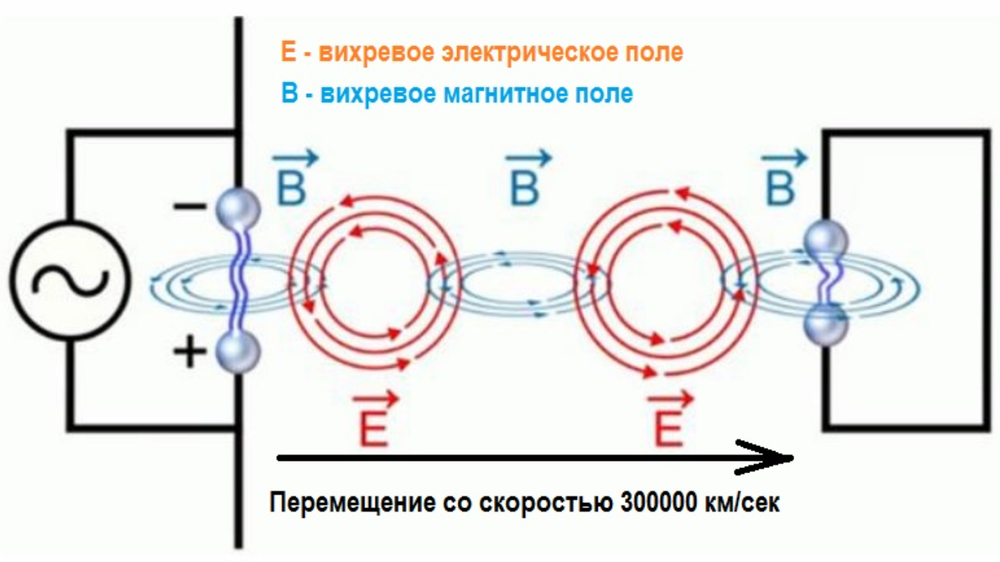 E - вихревое электрическое поле
B - вихревое магнитное поле
B
B
B
−
+
E
E
Перемещение со скоростью 300000 км/сек